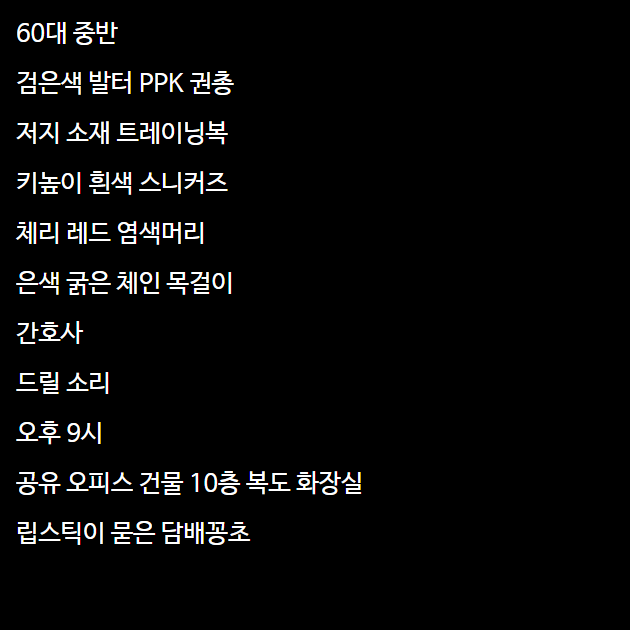 60대 중반
검은색 발터 PPK 권총
저지 소재 트레이닝복
키높이 흰색 스니커즈
체리 레드 염색머리
은색 굵은 체인 목걸이
간호사
드릴 소리
오후 9시
공유 오피스 건물 10층 복도 화장실
립스틱이 묻은 담배꽁초